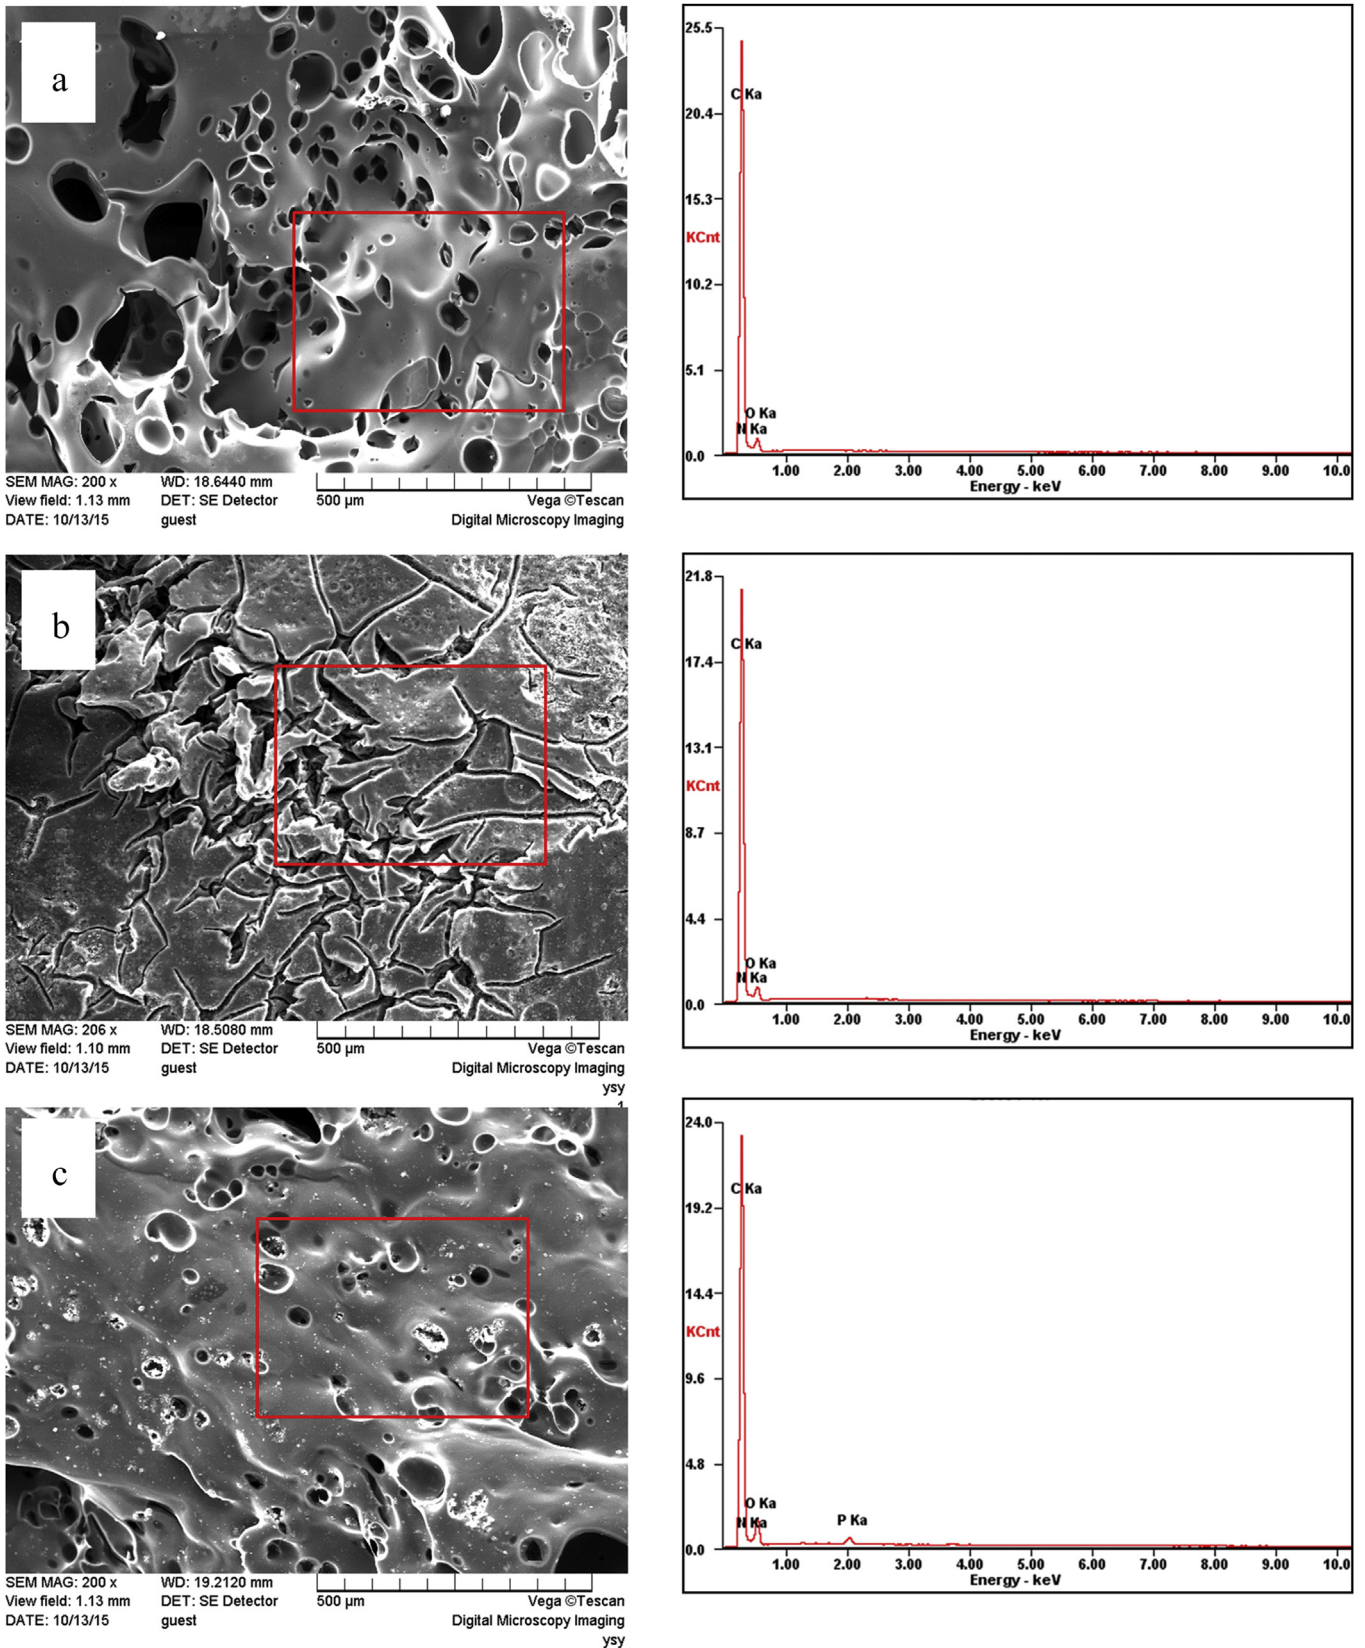 a
SEM MAG: 200 x WD: 18.6440 mm
View field: 1.13 mm DET: SE Detector 500 µm Vega ©Tescan
DATE: 10/13/15 guest Digital Microscopy Imaging
25.5
C Ka
20.4
15.3
KCnt
10.2
5.1
O Ka
N Ka
0.0
1.00 2.00 3.00 4.00 5.00 6.00 7.00 8.00 9.00 10.0
Energy - keV
b
SEM MAG: 206 x WD: 18.5080 mm
View field: 1.10 mm DET: SE Detector 500 µm Vega ©Tescan
DATE: 10/13/15 guest Digital Microscopy Imaging
ysy
21.8
C Ka
17.4
13.1
KCnt
8.7
4.4
O Ka
N Ka
0.0
1.00 2.00 3.00 4.00 5.00 6.00 7.00 8.00 9.00 10.0
Energy - keV
c
SEM MAG: 200 x WD: 19.2120 mm
View field: 1.13 mm DET: SE Detector 500 µm Vega ©Tescan
DATE: 10/13/15 guest Digital Microscopy Imaging
ysy
24.0
C Ka
19.2
14.4
KCnt
9.6
4.8
O Ka
N Ka
P Ka
0.0
1.00 2.00 3.00 4.00 5.00 6.00 7.00 8.00 9.00 10.0
Energy - keV